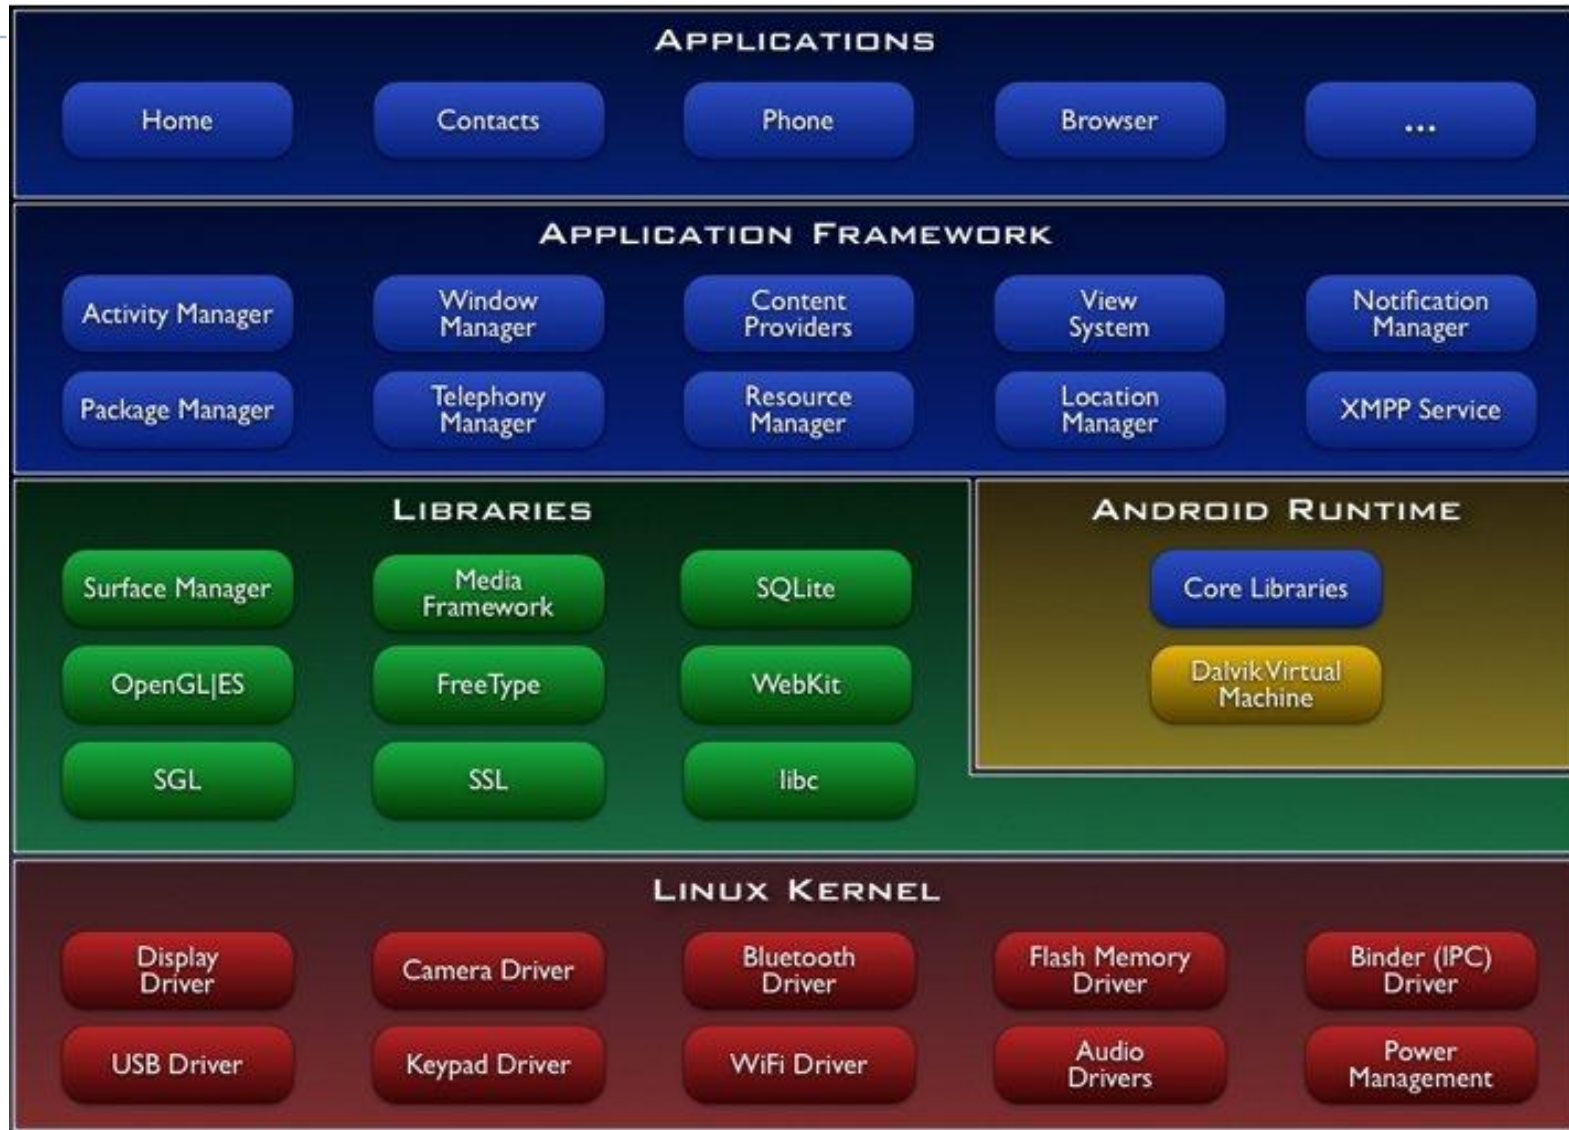 APPLICATIONS
Home
Contacts
Phone
Browser
...
APPLICATION FRAMEWORK
Activity Manager
Window
Manager
Content
Providers
View
System
Notification
Manager
Package Manager
Telephony
Manager
Resource
Manager
Location
Manager
XMPP Service
LIBRARIES
Surface Manager
Media
Framework
SQLite
OpenGL|ES
FreeType
WebKit
SGL
SSL
libc
ANDROID RUNTIME
Core Libraries
Dalvik Virtual
Machine
LINUX KERNEL
Display
Driver
Camera Driver
Bluetooth
Driver
Flash Memory
Driver
Binder (IPC)
Driver
USB Driver
Keypad Driver
WiFi Driver
Audio
Drivers
Power
Management